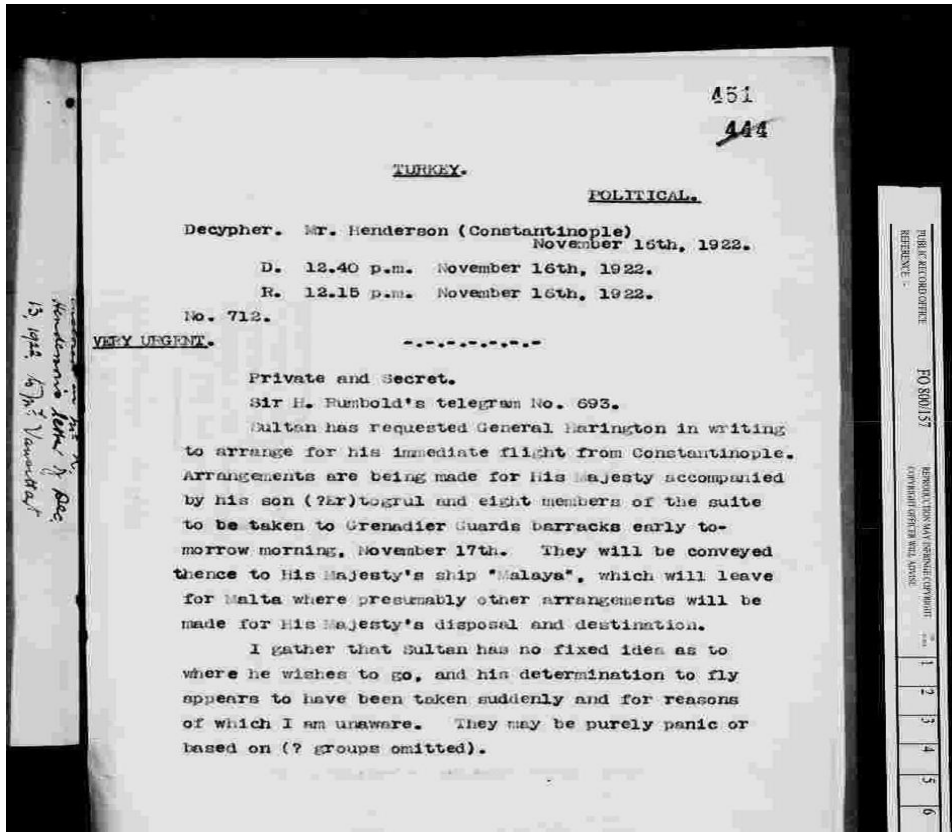 451
444
TURKEY.
POLITICAL.
Decypher. Mr. Henderson (Constantinople)
November 16th, 1922.
D. 12.40 p.m. November 16th, 1922.
R. 12.15 p.m. November 16th, 1922.
No. 712.
VERY URGENT.
-.-.-.-.-.-.-
Private and Secret.
Sir H. Rumbold's telegram No. 693.
Sultan has requested General Harington in writing
to arrange for his immediate flight from Constantinople.
Arrangements are being made for His Majesty accompanied
by his son (?Er)togrul and eight members of the suite
to be taken to Grenadier Guards barracks early to-
morrow morning, November 17th. They will be conveyed
thence to His Majesty's ship "Malaya", which will leave
for Malta where presumably other arrangements will be
made for His Majesty's disposal and destination.
I gather that Sultan has no fixed idea as to
where he wishes to go, and his determination to fly
appears to have been taken suddenly and for reasons
of which I am unaware. They may be purely panic or
based on (? groups omitted).
in Mr.
Henderson's letter of Dec.
13, 1922, to Mr Vansittart
PUBLIC RECORD OFFICE
REFERENCE :-
FO 800/157
REPRODUCTION MAY INFRINGE COPYRIGHT
COPYRIGHT OFFICER WILL ADVISE
1
2
3
4
5
6